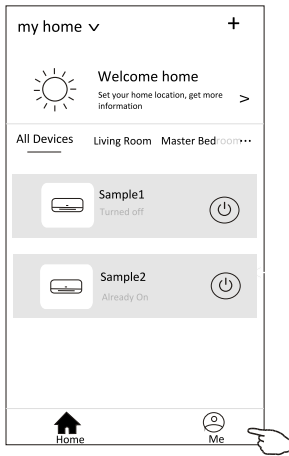 my home
+
Welcome home
Set your home location, get more
information
>
All Devices Living Room Master Bedroom ...
Sample1
Turned off
Sample2
Already On
Home Me